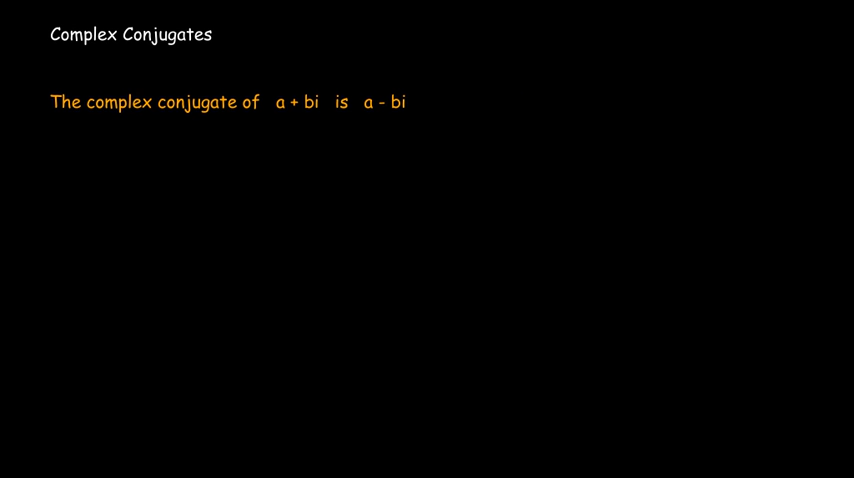 Complex Conjugates
The complex conjugate of a + bi is a - bi